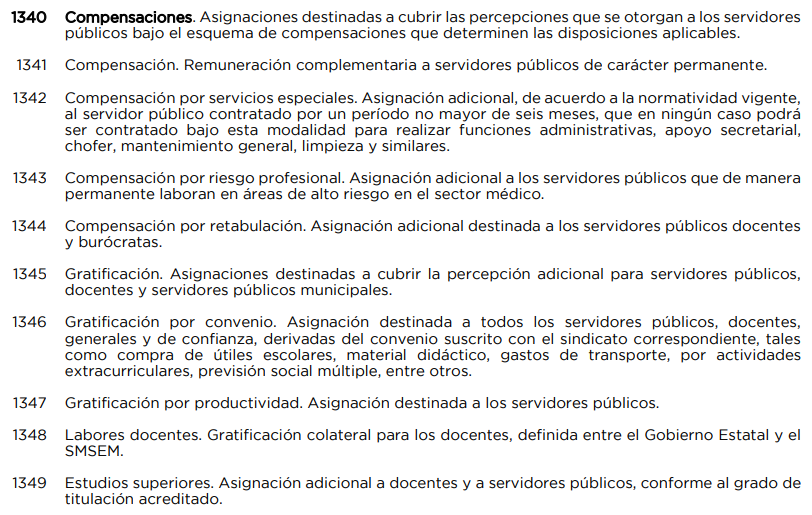 1340 Compensaciones. Asignaciones destinadas a cubrir las percepciones que se otorgan a los servidores
públicos bajo el esquema de compensaciones que determinen las disposiciones aplicables.
1341 Compensación. Remuneración complementaria a servidores públicos de carácter permanente.
1342 Compensación por servicios especiales. Asignación adicional, de acuerdo a la normatividad vigente,
al servidor público contratado por un período no mayor de seis meses, que en ningún caso podrá
ser contratado bajo esta modalidad para realizar funciones administrativas, apoyo secretarial,
chofer, mantenimiento general, limpieza y similares.
1343 Compensación por riesgo profesional. Asignación adicional a los servidores públicos que de manera
permanente laboran en áreas de alto riesgo en el sector médico.
1344 Compensación por retabulación. Asignación adicional destinada a los servidores públicos docentes
y burócratas.
1345 Gratificación. Asignaciones destinadas a cubrir la percepción adicional para servidores públicos,
docentes y servidores públicos municipales.
1346 Gratificación por convenio. Asignación destinada a todos los servidores públicos, docentes,
generales y de confianza, derivadas del convenio suscrito con el sindicato correspondiente, tales
como compra de útiles escolares, material didáctico, gastos de transporte, por actividades
extracurriculares, previsión social múltiple, entre otros.
1347 Gratificación por productividad. Asignación destinada a los servidores públicos.
1348 Labores docentes. Gratificación colateral para los docentes, definida entre el Gobierno Estatal y el
SMSEM.
1349 Estudios superiores. Asignación adicional a docentes y a servidores públicos, conforme al grado de
titulación acreditado.